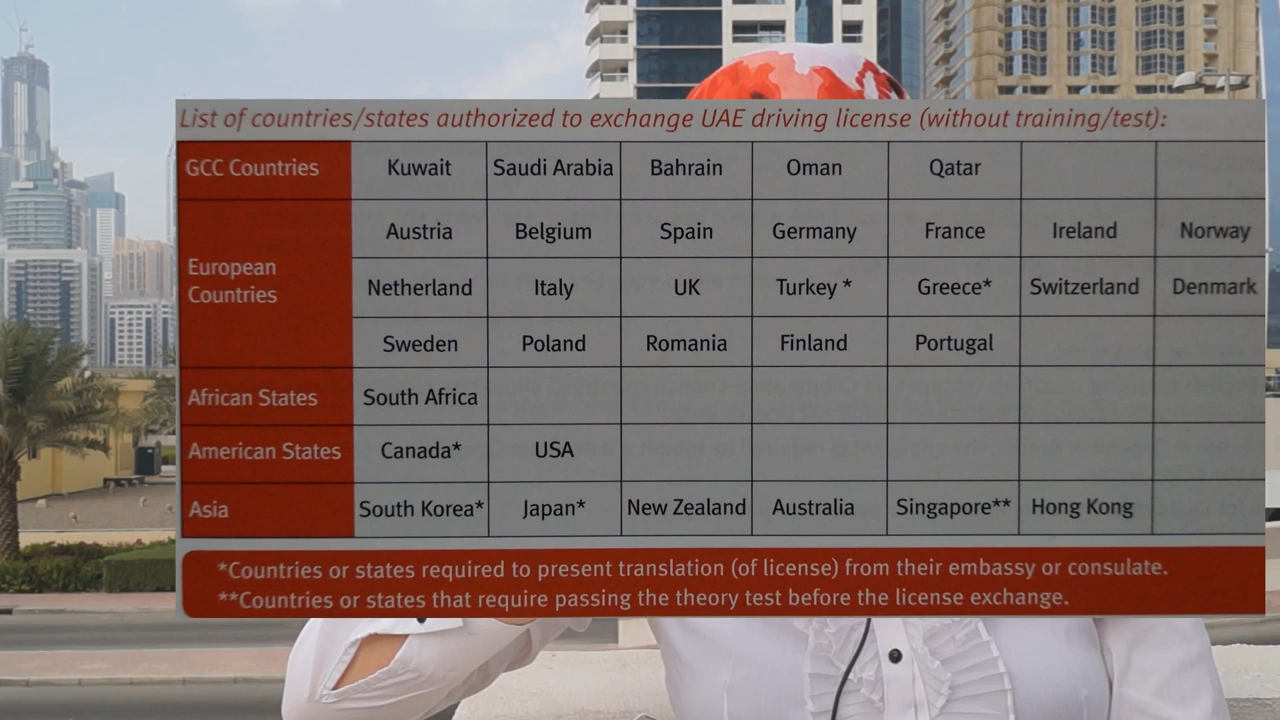 List of countries/states authorized to exchange UAE driving license (without training/test):
GCC Countries Kuwait Saudi Arabia Bahrain Oman Qatar
European Countries
Austria Belgium Spain Germany France Ireland Norway
Netherland Italy UK Turkey * Greece* Switzerland Denmark
Sweden Poland Romania Finland Portugal
African States South Africa
American States Canada* USA
Asia South Korea* Japan* New Zealand Australia Singapore** Hong Kong
*Countries or states required to present translation (of license) from their embassy or consulate.
**Countries or states that require passing the theory test before the license exchange.